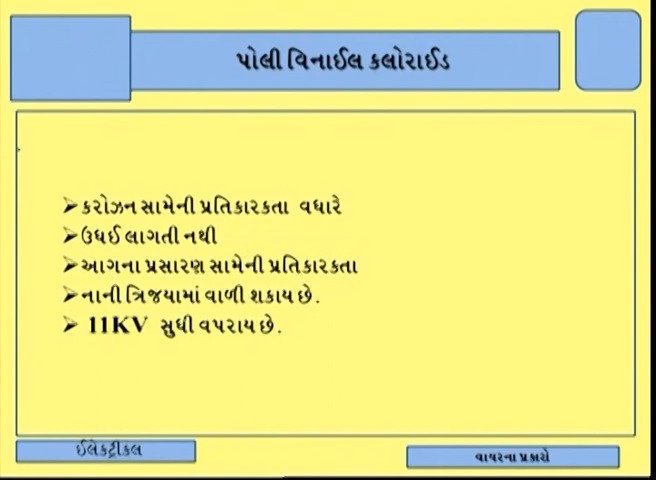 પોલી વિનાઈલ કલોરાઈડ
➢ કરોઝન સામેની પ્રતિકારકતા વધારે
➢ ઉધઈ લાગતી નથી
➢ આગના પ્રસારણ સામેની પ્રતિકારકતા
➢ નાની ત્રિજયામાં વાળી શકાય છે.
➢ 11KV સુધી વપરાય છે.
ઈલેકટ્રીકલ
વાયરના પ્રકારો